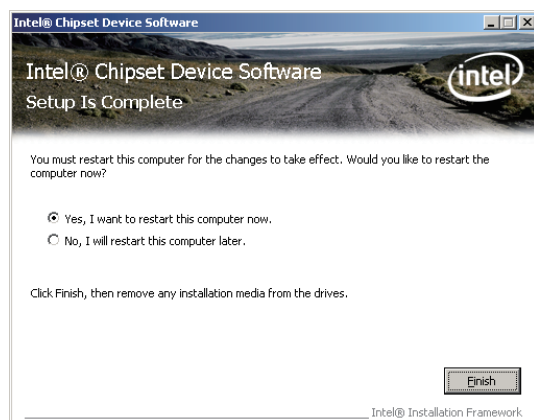 Intel® Chipset Device Software
Intel® Chipset Device Software
Setup Is Complete
intel
You must restart this computer for the changes to take effect. Would you like to restart the
computer now?
Yes, I want to restart this computer now.
No, I will restart this computer later.
Click Finish, then remove any installation media from the drives.
Finish
Intel® Installation Framework